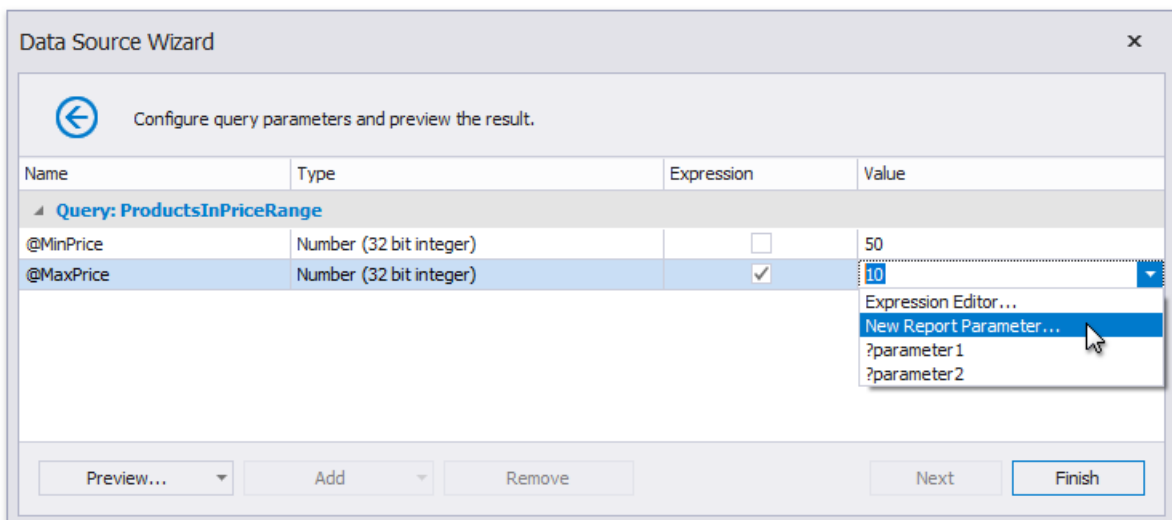 Data Source Wizard
Configure query parameters and preview the result.
Name Type Expression Value
Query: ProductsInPriceRange
@MinPrice Number (32 bit integer) 50
@MaxPrice Number (32 bit integer) 10
Expression Editor...
New Report Parameter...
?parameter1
?parameter2
Preview... Add Remove Next Finish